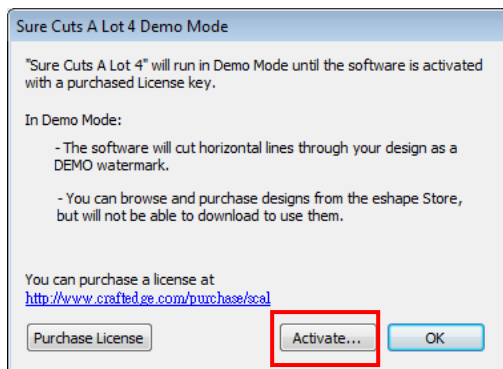 Sure Cuts A Lot 4 Demo Mode
"Sure Cuts A Lot 4" will run in Demo Mode until the software is activated
with a purchased License key.
In Demo Mode:
- The software will cut horizontal lines through your design as a
DEMO watermark.
- You can browse and purchase designs from the eshape Store,
but will not be able to download to use them.
You can purchase a license at
http://www.craftedge.com/purchase/scal
Purchase License Activate... OK